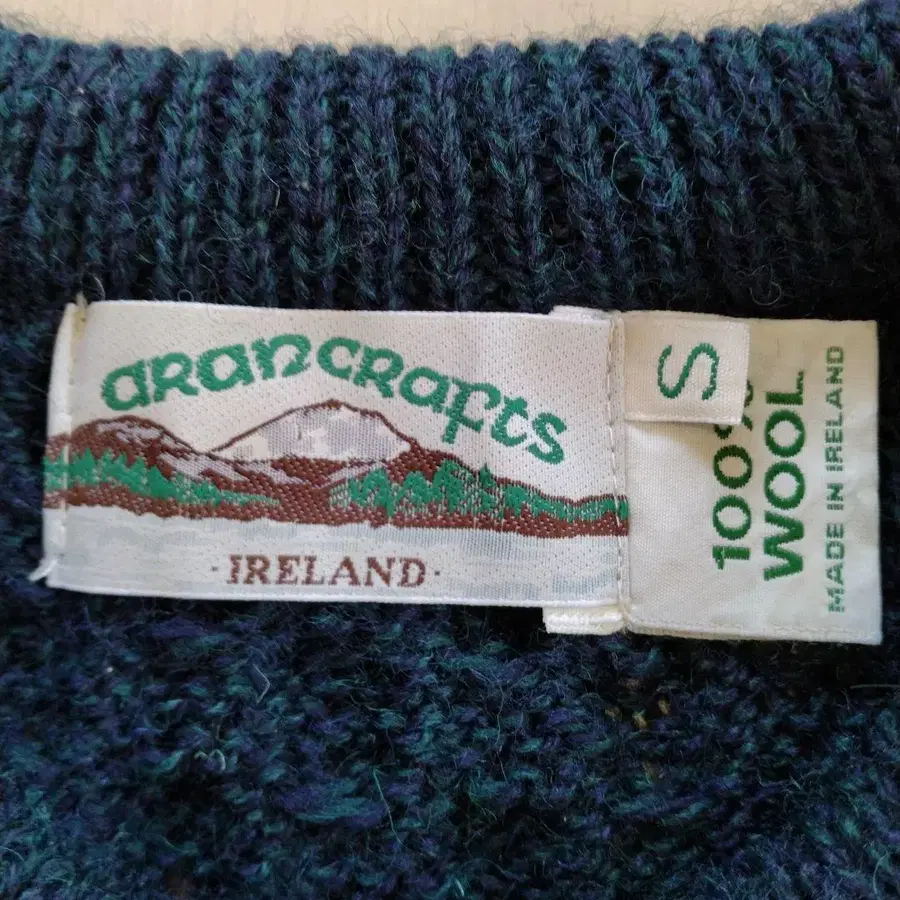 arancrafts
·IRELAND·
S
100%
WOOL
MADE IN IRELAND